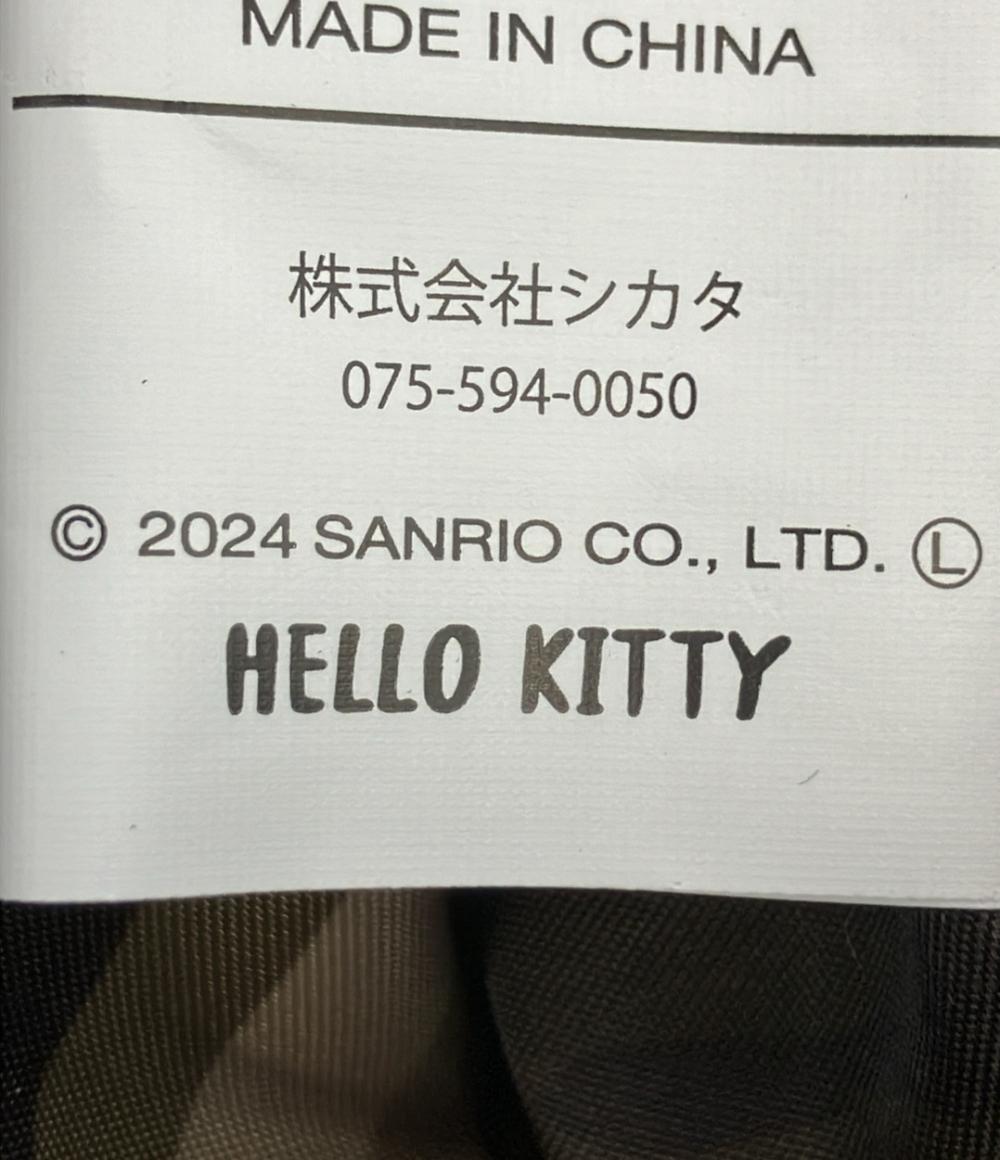 MADE IN CHINA
株式会社シカタ
075-594-0050
© 2024 SANRIO CO., LTD. Ⓛ
HELLO KITTY